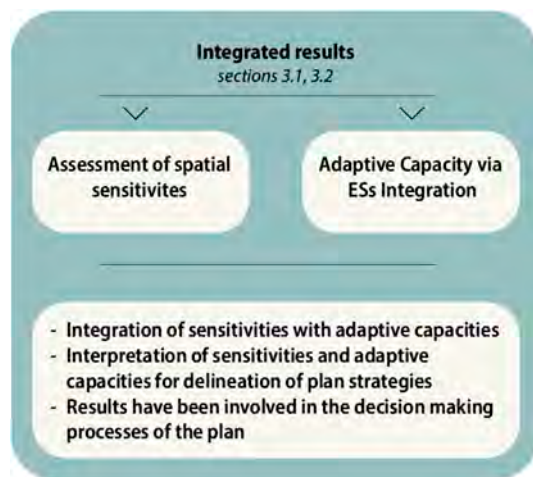 Integrated results
sections 3.1, 3.2
Assessment of spatial
sensitivites
Adaptive Capacity via
ESs Integration
- Integration of sensitivities with adaptive capacities
- Interpretation of sensitivities and adaptive
capacities for delineation of plan strategies
- Results have been involved in the decision making
processes of the plan